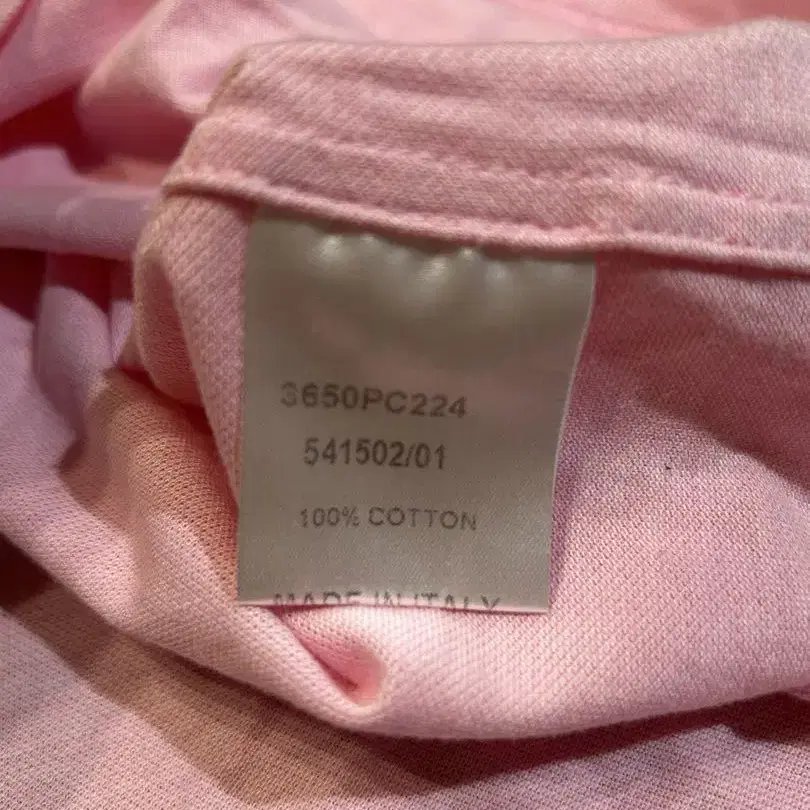 3650PC224
541502/01
100% COTTON
MADE IN ITALY